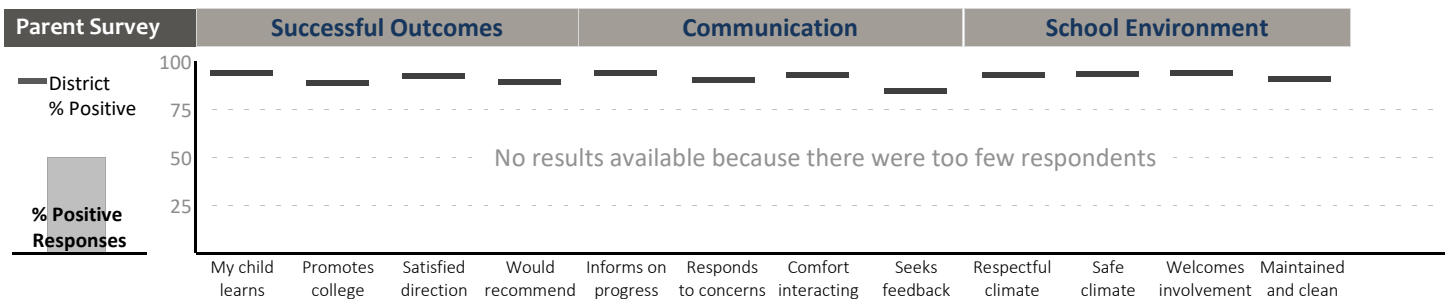 Parent Survey
Successful Outcomes
Communication
School Environment
District
% Positive
% Positive
Responses
100
75
50
25
No results available because there were too few respondents
My child
learns
Promotes
college
Satisfied
direction
Would
recommend
Informs on
progress
Responds
to concerns
Comfort
interacting
Seeks
feedback
Respectful
climate
Safe
climate
Welcomes
involvement
Maintained
and clean